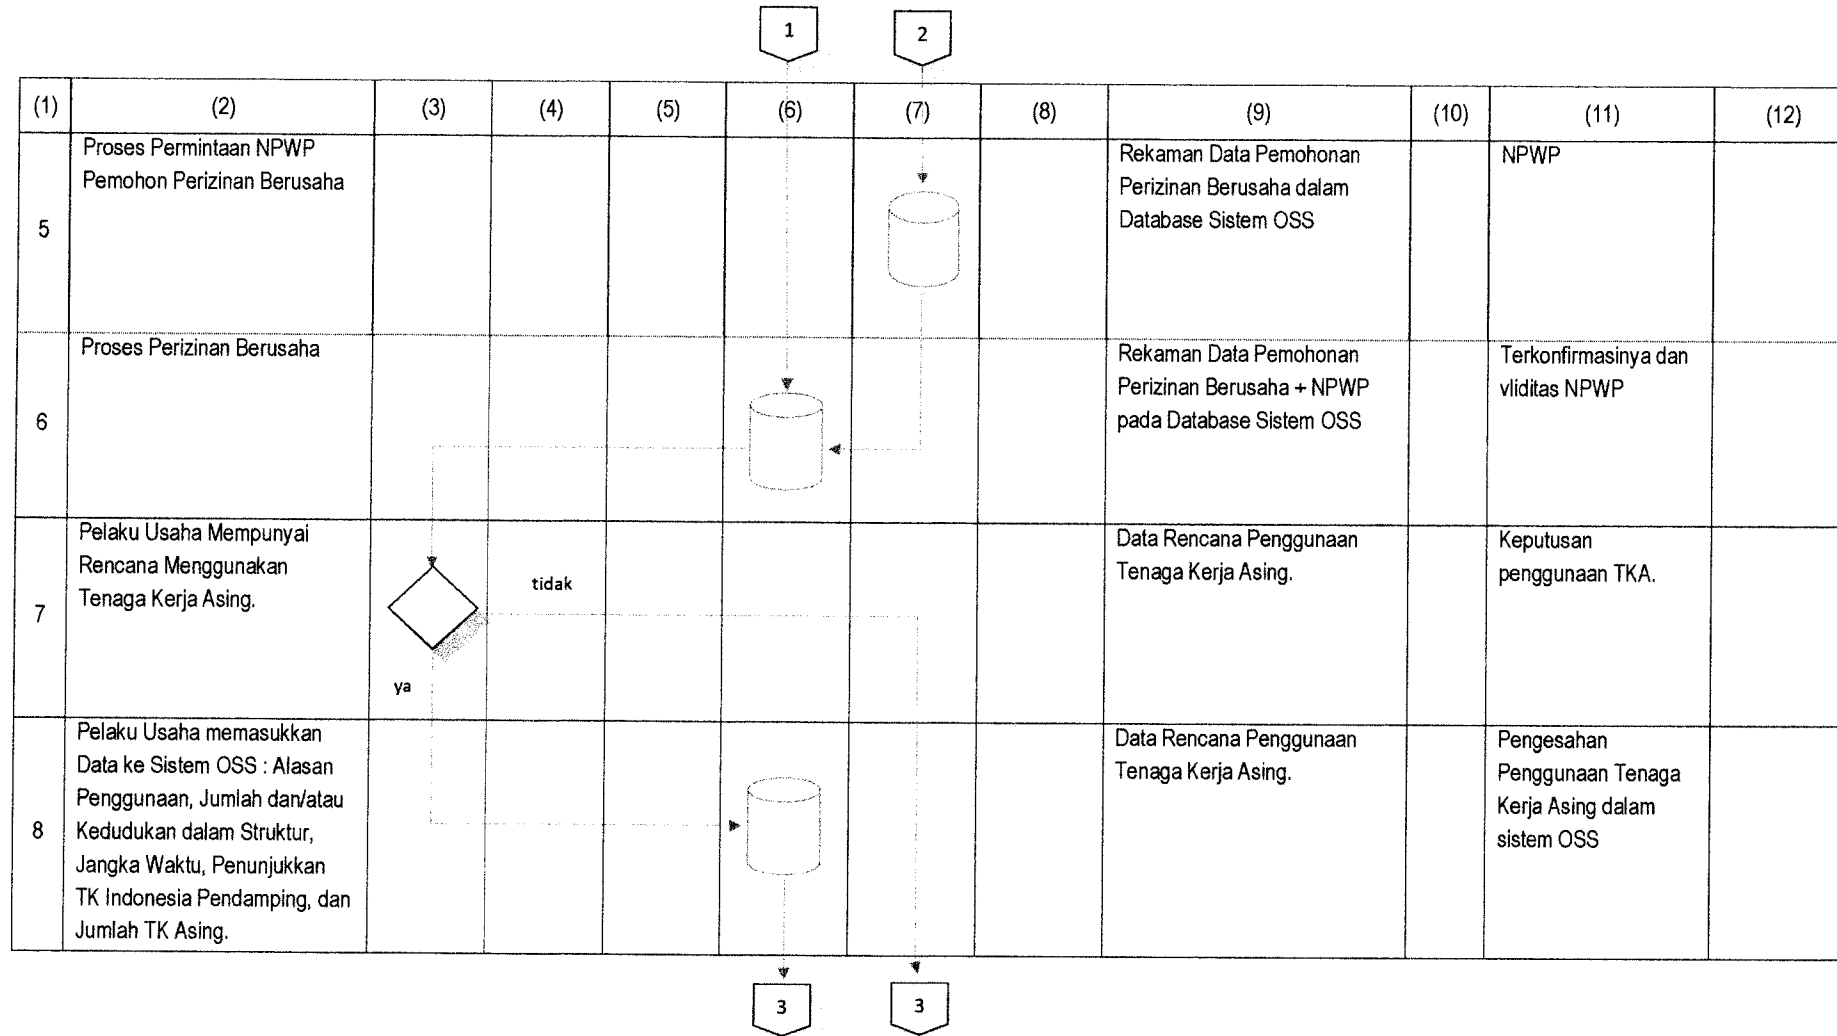 1
2
(1)
(2)
(3)
(4)
(5)
(6)
(7)
(8)
(9)
(10)
(11)
(12)
5
Proses Permintaan NPWP
Pemohon Perizinan Berusaha
Rekaman Data Pemohonan
Perizinan Berusaha dalam
Database Sistem OSS
NPWP
6
Proses Perizinan Berusaha
Rekaman Data Pemohonan
Perizinan Berusaha + NPWP
pada Database Sistem OSS
Terkonfirmasinya dan
vliditas NPWP
7
Pelaku Usaha Mempunyai
Rencana Menggunakan
Tenaga Kerja Asing.
tidak
ya
Data Rencana Penggunaan
Tenaga Kerja Asing.
Keputusan
penggunaan TKA.
8
Pelaku Usaha memasukkan
Data ke Sistem OSS : Alasan
Penggunaan, Jumlah dan/atau
Kedudukan dalam Struktur,
Jangka Waktu, Penunjukkan
TK Indonesia Pendamping, dan
Jumlah TK Asing.
Data Rencana Penggunaan
Tenaga Kerja Asing.
Pengesahan
Penggunaan Tenaga
Kerja Asing dalam
sistem OSS
3
3